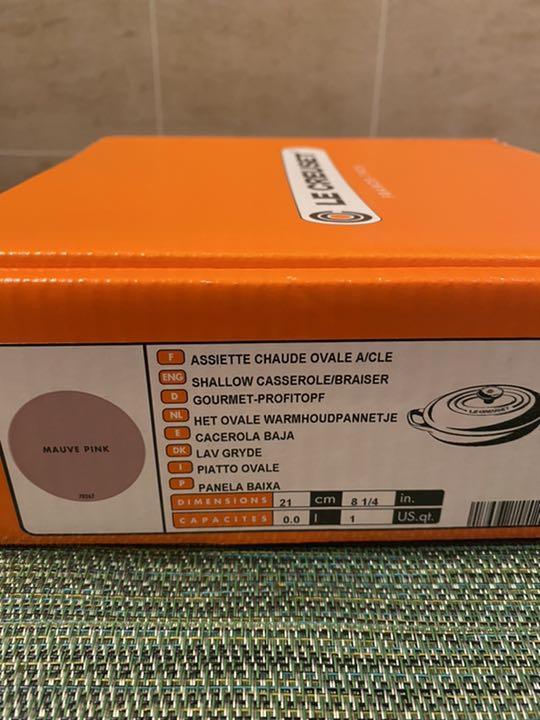 LE CREUSET
MAUVE PINK
F ASSIETTE CHAUDE OVALE A/CLE
ENG SHALLOW CASSEROLE/BRAISER
D GOURMET-PROFITOPF
NL HET OVALE WARMHOUDPANNETJE
E CACEROLA BAJA
DK LAV GRYDE
I PIATTO OVALE
P PANELA BAIXA
DIMENSIONS 21 cm 8 1/4 in.
CAPACITES 0.0 l 1 US.qt.
LE CREUSET